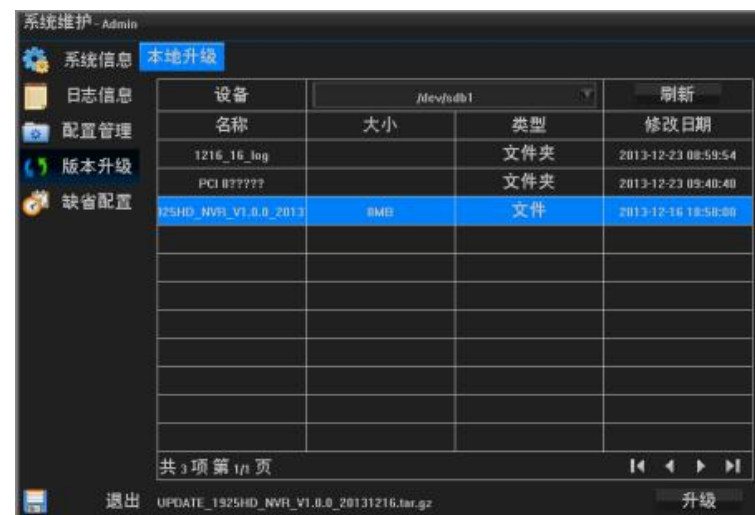 系统维护 - Admin
系统信息 本地升级
日志信息 设备 /dev/sdb1 刷新
配置管理 名称 大小 类型 修改日期
版本升级 1216_16_log 文件夹 2013-12-23 08:59:54
PCI 8????? 文件夹 2013-12-23 09:40:40
缺省配置 925HD_NVR_V1.0.0_2013 8MB 文件 2013-12-16 18:58:00
共 3 项 第 1/1 页
退出 UPDATE_1925HD_NVR_V1.0.0_20131216.tar.gz 升级